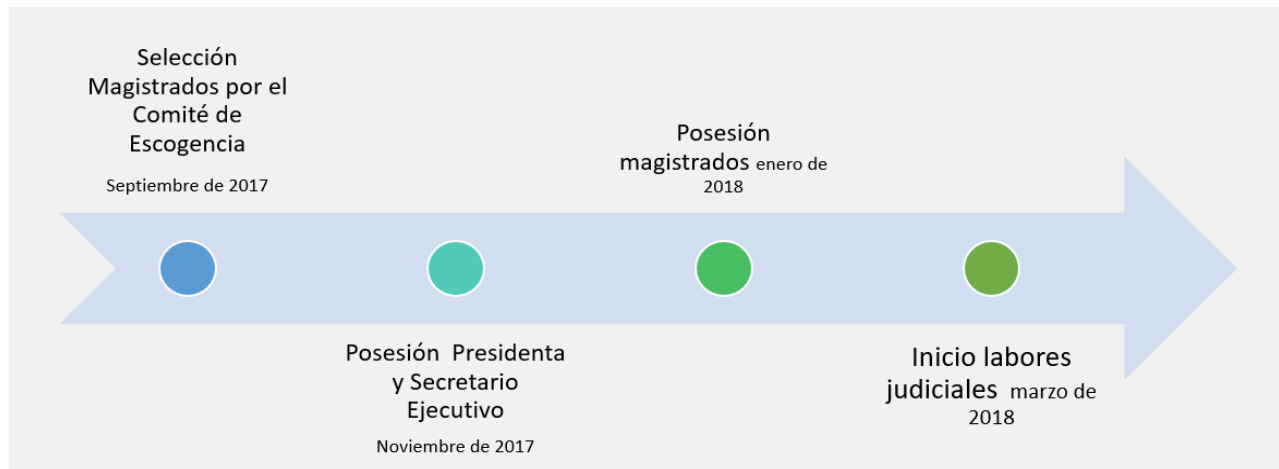 Selección
Magistrados por el
Comité de
Escogencia
Septiembre de 2017
Posesión Presidenta
y Secretario
Ejecutivo
Noviembre de 2017
Posesión
magistrados enero de
2018
Inicio labores
judiciales marzo de
2018